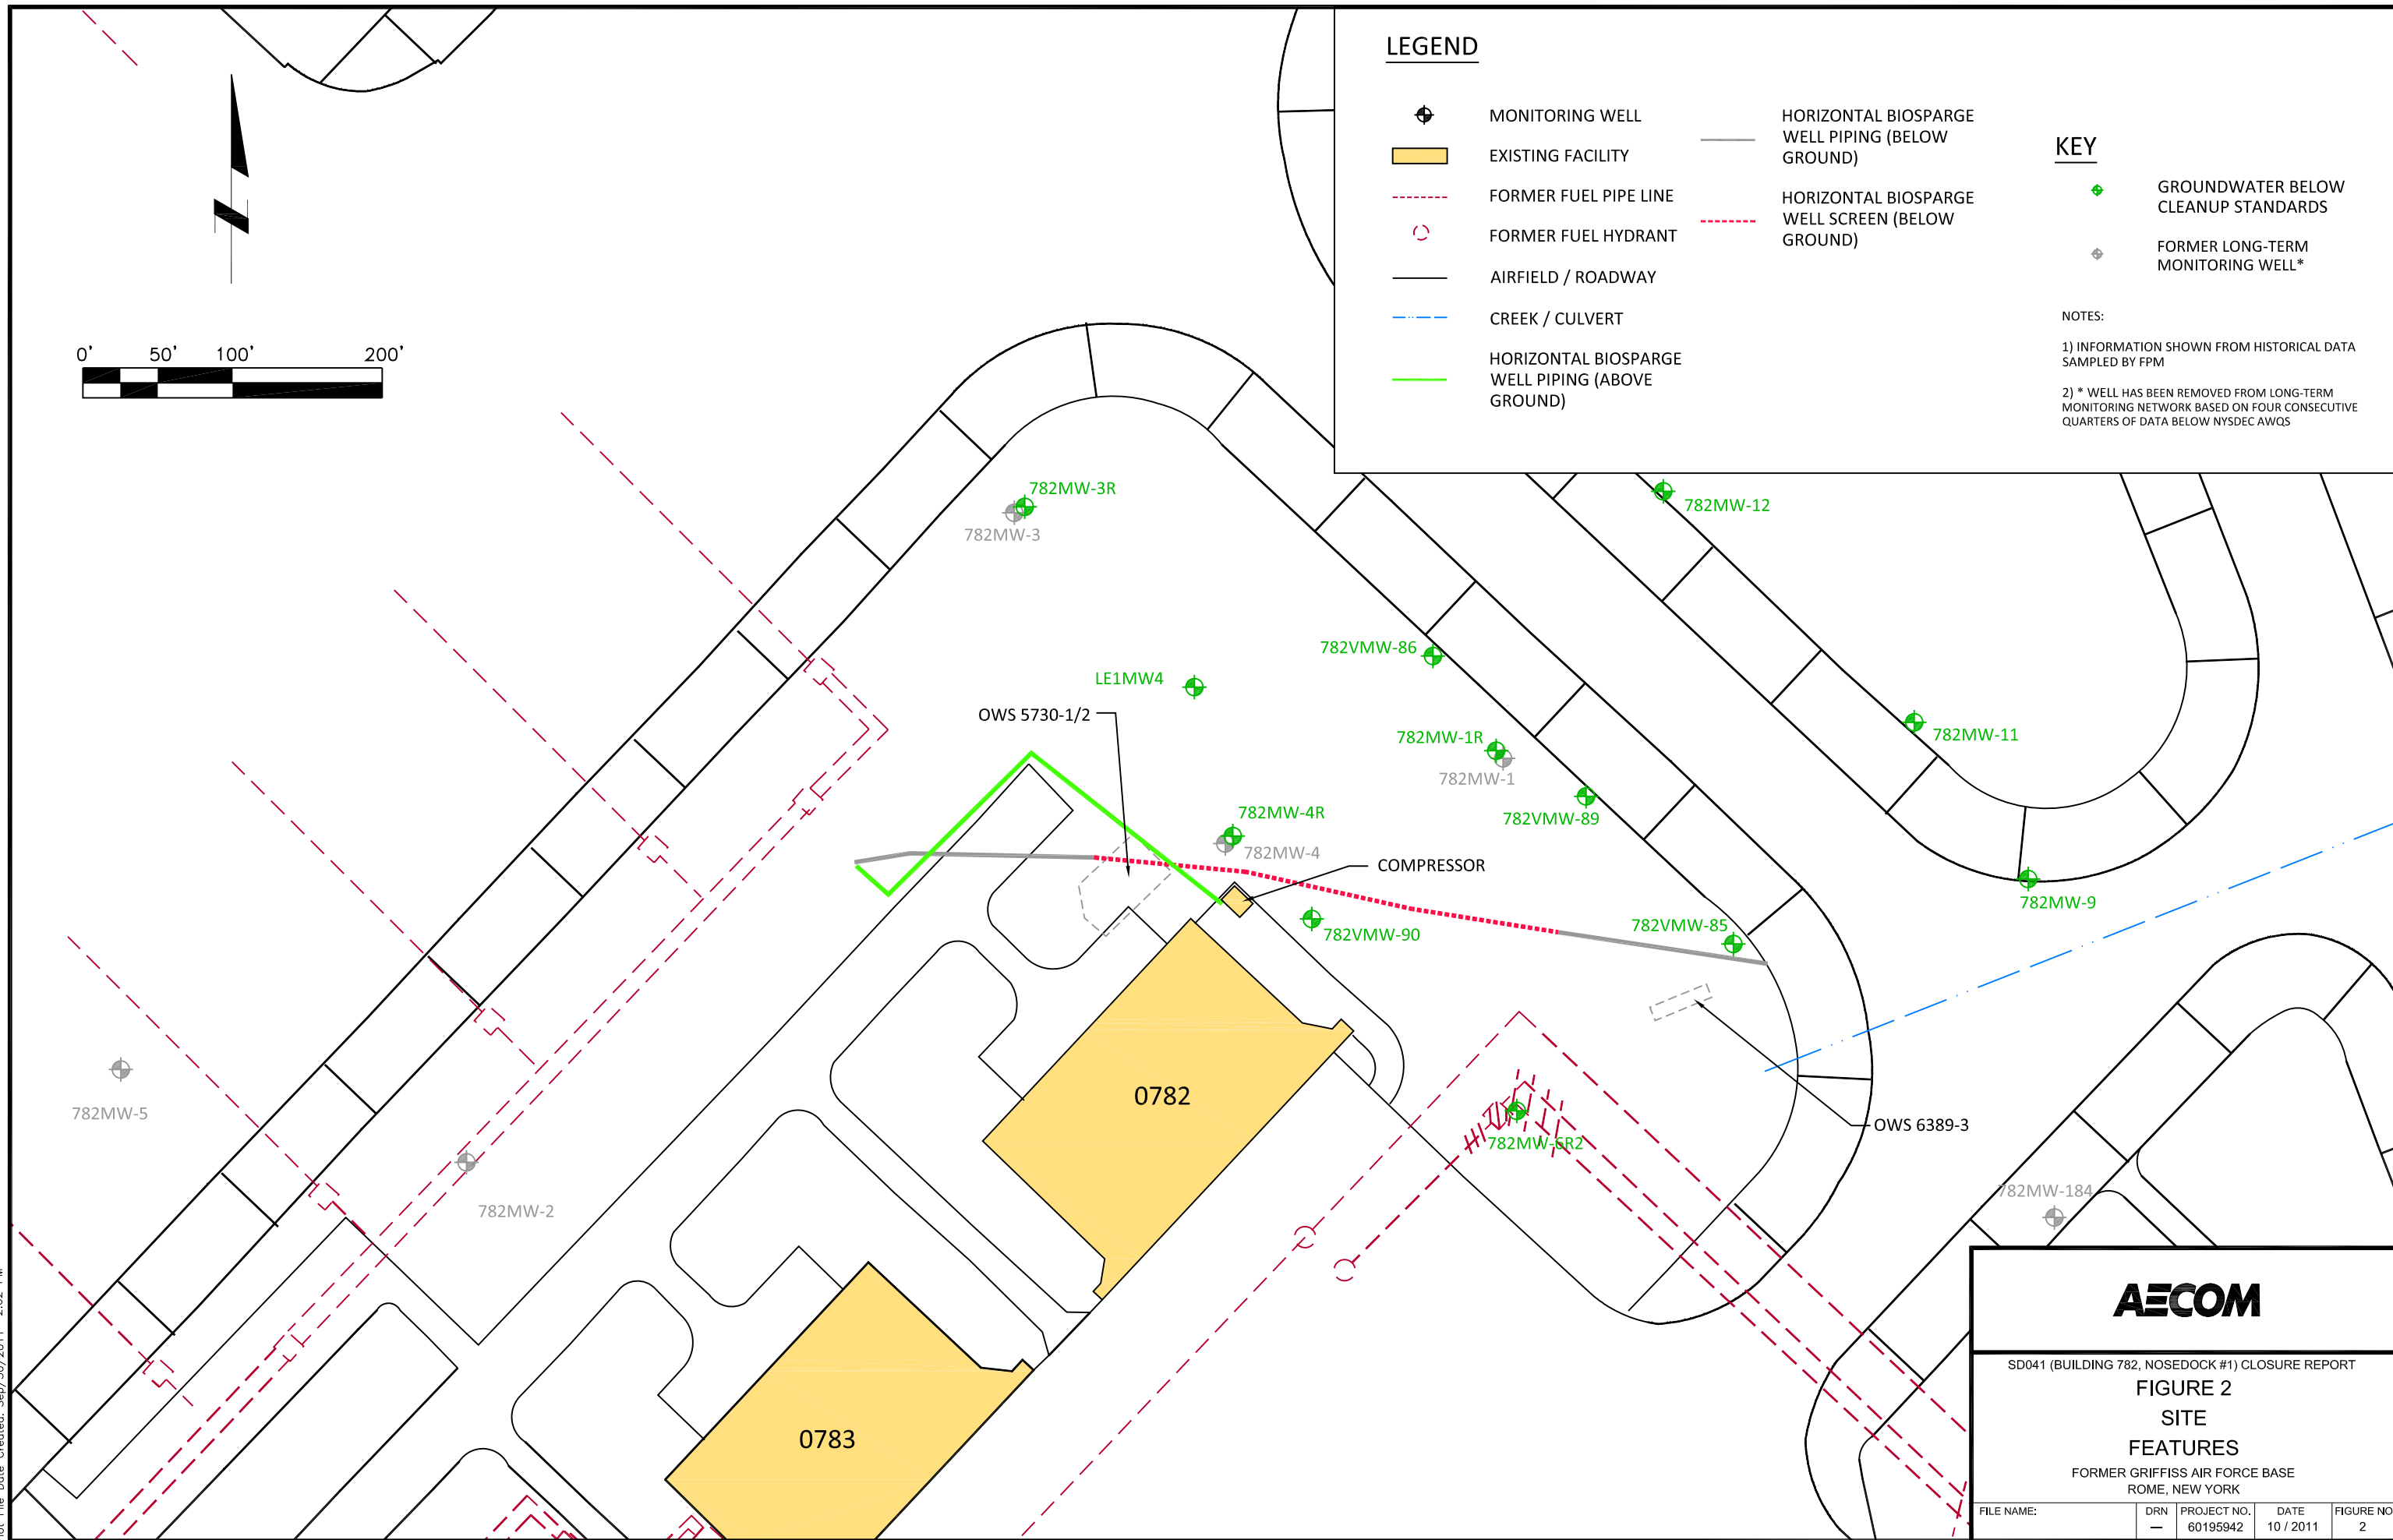 LEGEND
MONITORING WELL
EXISTING FACILITY
FORMER FUEL PIPE LINE
FORMER FUEL HYDRANT
AIRFIELD / ROADWAY
CREEK / CULVERT
HORIZONTAL BIOSPARGE
WELL PIPING (ABOVE
GROUND)
HORIZONTAL BIOSPARGE
WELL PIPING (BELOW
GROUND)
HORIZONTAL BIOSPARGE
WELL SCREEN (BELOW
GROUND)
KEY
GROUNDWATER BELOW
CLEANUP STANDARDS
FORMER LONG-TERM
MONITORING WELL*
NOTES:
1) INFORMATION SHOWN FROM HISTORICAL DATA
SAMPLED BY FPM
2) * WELL HAS BEEN REMOVED FROM LONG-TERM
MONITORING NETWORK BASED ON FOUR CONSECUTIVE
QUARTERS OF DATA BELOW NYSDEC AWQS
0' 50' 100' 200'
782MW-3R
782MW-3
782MW-12
782VMW-86
LE1MW4
OWS 5730-1/2
782MW-1R
782MW-1
782MW-11
782VMW-89
782MW-4R
782MW-4
COMPRESSOR
782MW-9
782VMW-85
782VMW-90
782MW-5
0782
OWS 6389-3
782MW-6R2
782MW-184
782MW-2
0783
AECOM
SD041 (BUILDING 782, NOSEDOCK #1) CLOSURE REPORT
FIGURE 2
SITE
FEATURES
FORMER GRIFFISS AIR FORCE BASE
ROME, NEW YORK
FILE NAME: DRN PROJECT NO. DATE FIGURE NO
— 60195942 10 / 2011 2